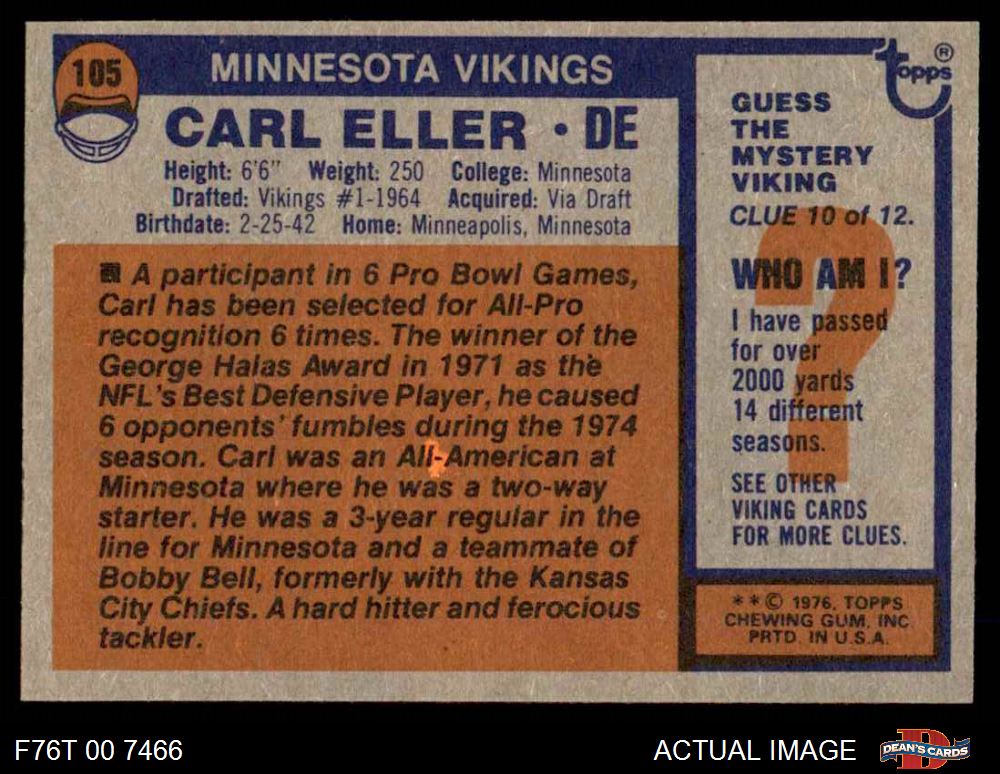 105
MINNESOTA VIKINGS
CARL ELLER • DE
Height: 6'6" Weight: 250 College: Minnesota
Drafted: Vikings #1-1964 Acquired: Via Draft
Birthdate: 2-25-42 Home: Minneapolis, Minnesota
A participant in 6 Pro Bowl Games,
Carl has been selected for All-Pro
recognition 6 times. The winner of the
George Halas Award in 1971 as the
NFL's Best Defensive Player, he caused
6 opponents' fumbles during the 1974
season. Carl was an All-American at
Minnesota where he was a two-way
starter. He was a 3-year regular in the
line for Minnesota and a teammate of
Bobby Bell, formerly with the Kansas
City Chiefs. A hard hitter and ferocious
tackler.
topps ®
GUESS
THE
MYSTERY
VIKING
CLUE 10 of 12.
?
WHO AM I?
I have passed
for over
2000 yards
14 different
seasons.
SEE OTHER
VIKING CARDS
FOR MORE CLUES.
**© 1976, TOPPS
CHEWING GUM, INC.
PRTD. IN U.S.A.
F76T 00 7466
ACTUAL IMAGE
D
DEAN'S CARDS